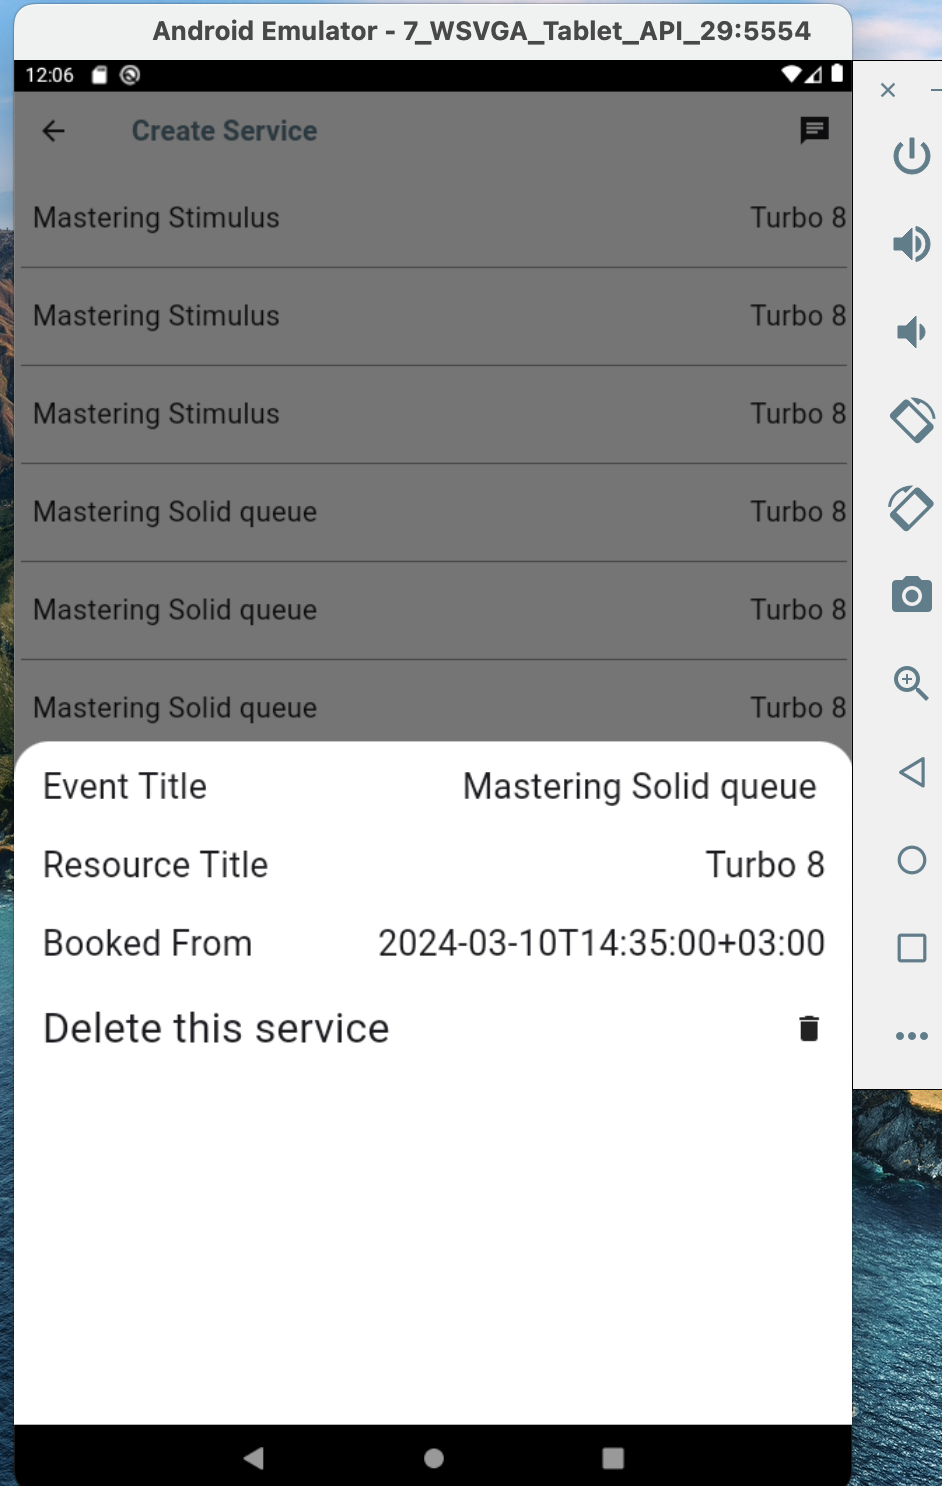 Android Emulator - 7_WSVGA_Tablet_API_29:5554
12:06
Create Service
Mastering Stimulus Turbo 8
Mastering Stimulus Turbo 8
Mastering Stimulus Turbo 8
Mastering Solid queue Turbo 8
Mastering Solid queue Turbo 8
Mastering Solid queue Turbo 8
Event Title Mastering Solid queue
Resource Title Turbo 8
Booked From 2024-03-10T14:35:00+03:00
Delete this service